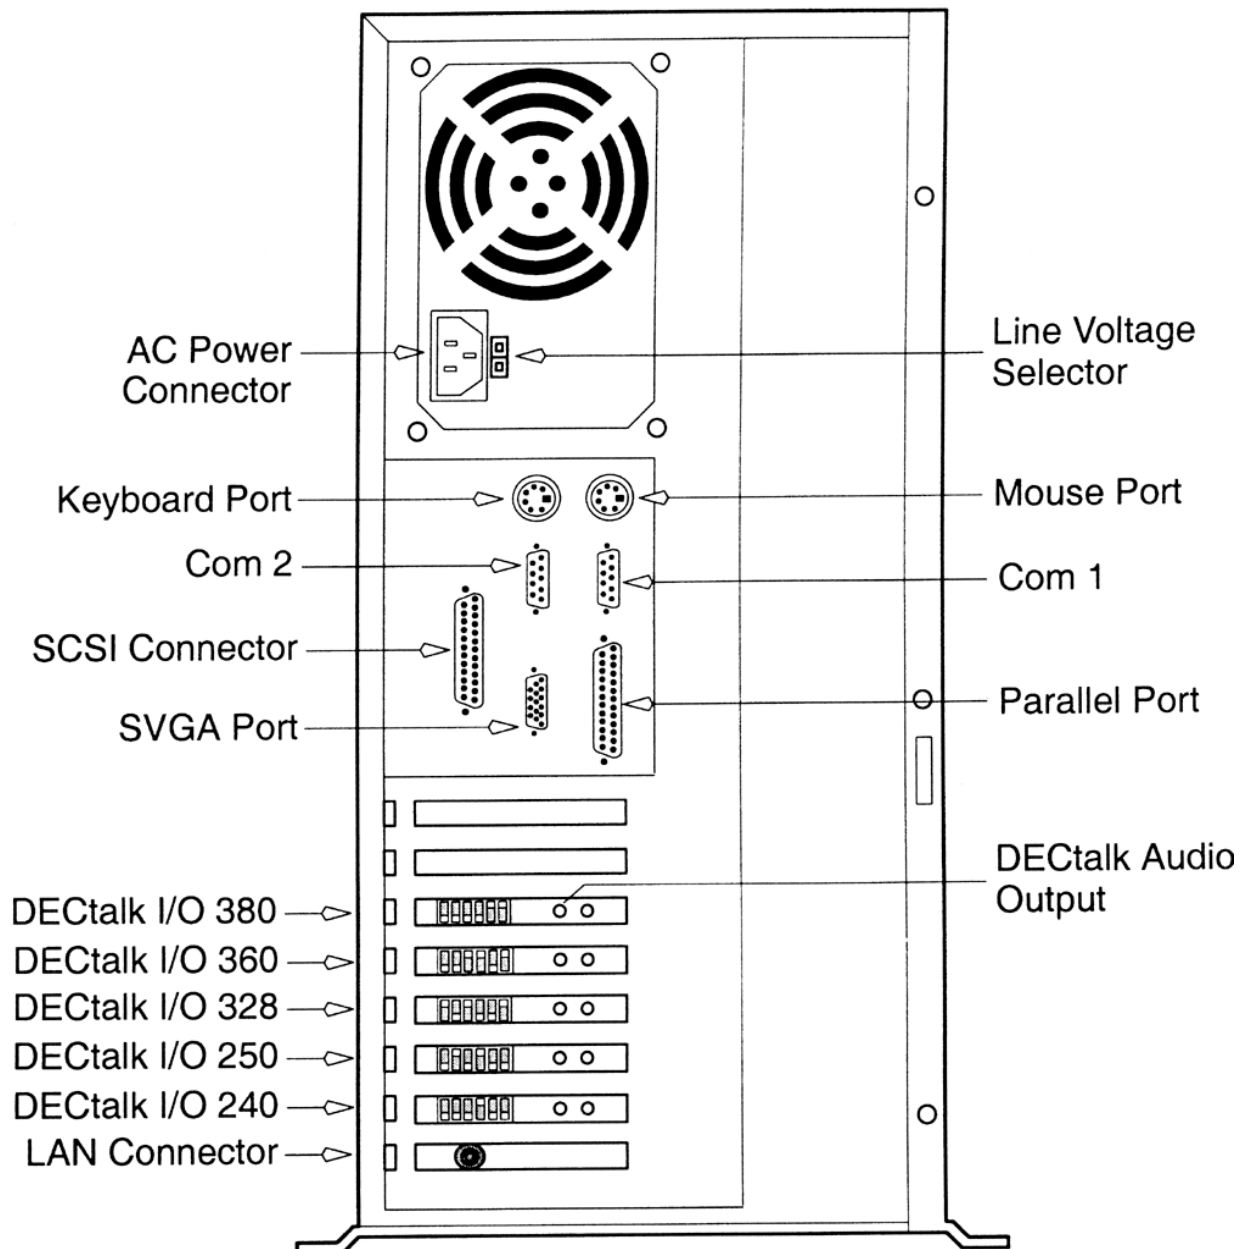 AC Power
Connector
Line Voltage
Selector
Keyboard Port
Mouse Port
Com 2
Com 1
SCSI Connector
Parallel Port
SVGA Port
DECtalk Audio
Output
DECtalk I/O 380
DECtalk I/O 360
DECtalk I/O 328
DECtalk I/O 250
DECtalk I/O 240
LAN Connector